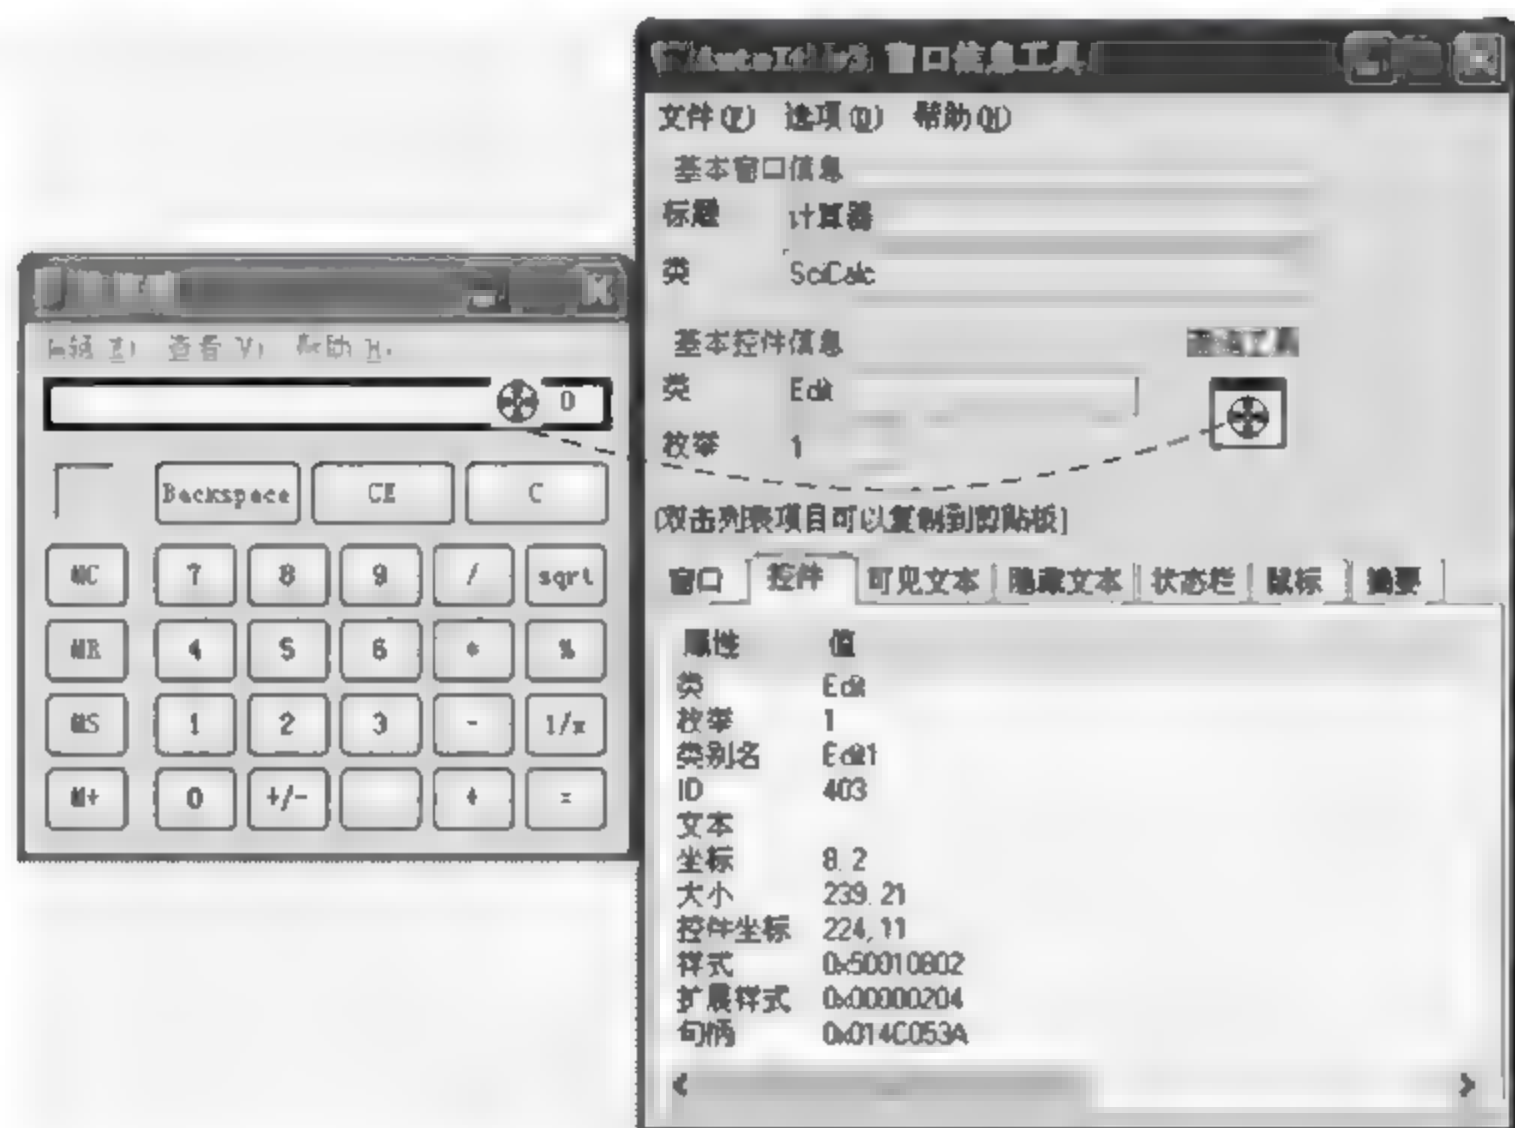 窗口信息工具
文件(F) 选项(O) 帮助(H)
基本窗口信息
标题 计算器
类 SciCalc
基本控件信息
类 Edit
枚举 1
(双击列表项目可以复制到剪贴板]
窗口 控件 可见文本 隐藏文本 状态栏 鼠标 摘要
属性 值
类 Edit
枚举 1
类别名 Edit1
ID 403
文本
坐标 8, 2
大小 239, 21
控件坐标 224, 11
样式 0x50010802
扩展样式 0x00000204
句柄 0x014C053A
查看(V) 帮助(H)
0
Backspace CE C
MC 7 8 9 / sqrt
MR 4 5 6 * %
MS 1 2 3 - 1/x
M+ 0 +/- + =